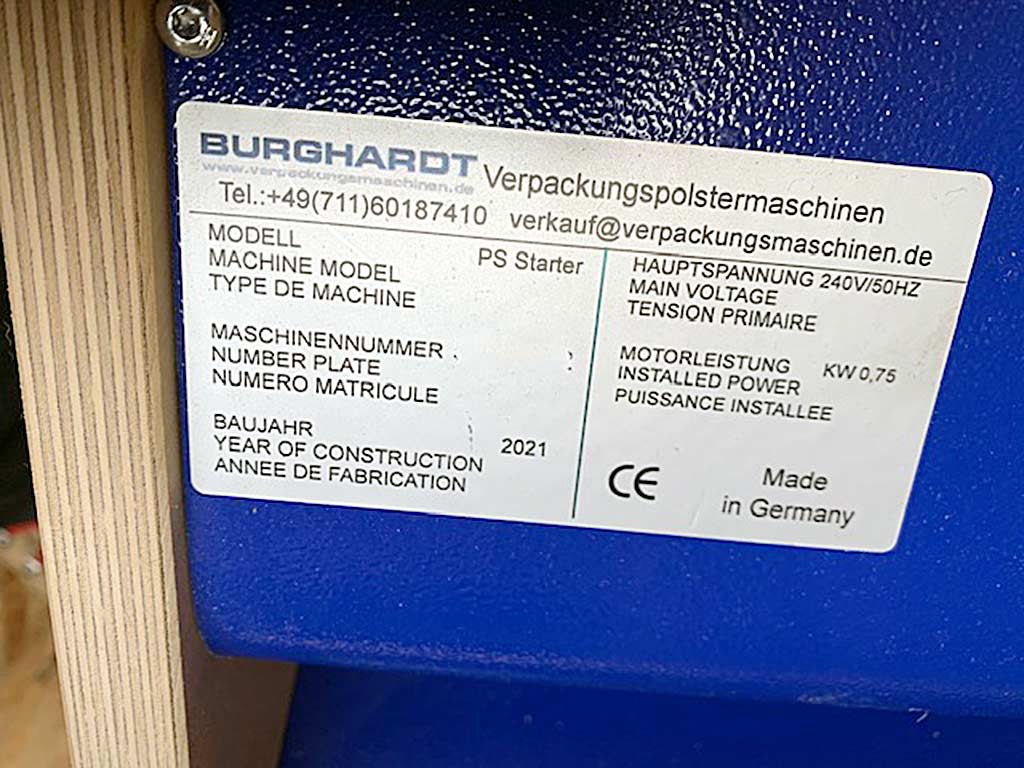 BURGHARDT Verpackungspolstermaschinen
www.verpackungsmaschinen.de
Tel.:+49(711)60187410 verkauf@verpackungsmaschinen.de
MODELL
MACHINE MODEL PS Starter
TYPE DE MACHINE
MASCHINENNUMMER
NUMBER PLATE
NUMERO MATRICULE
BAUJAHR
YEAR OF CONSTRUCTION 2021
ANNEE DE FABRICATION
HAUPTSPANNUNG 240V/50HZ
MAIN VOLTAGE
TENSION PRIMAIRE
MOTORLEISTUNG KW 0,75
INSTALLED POWER
PUISSANCE INSTALLEE
CE Made
in Germany